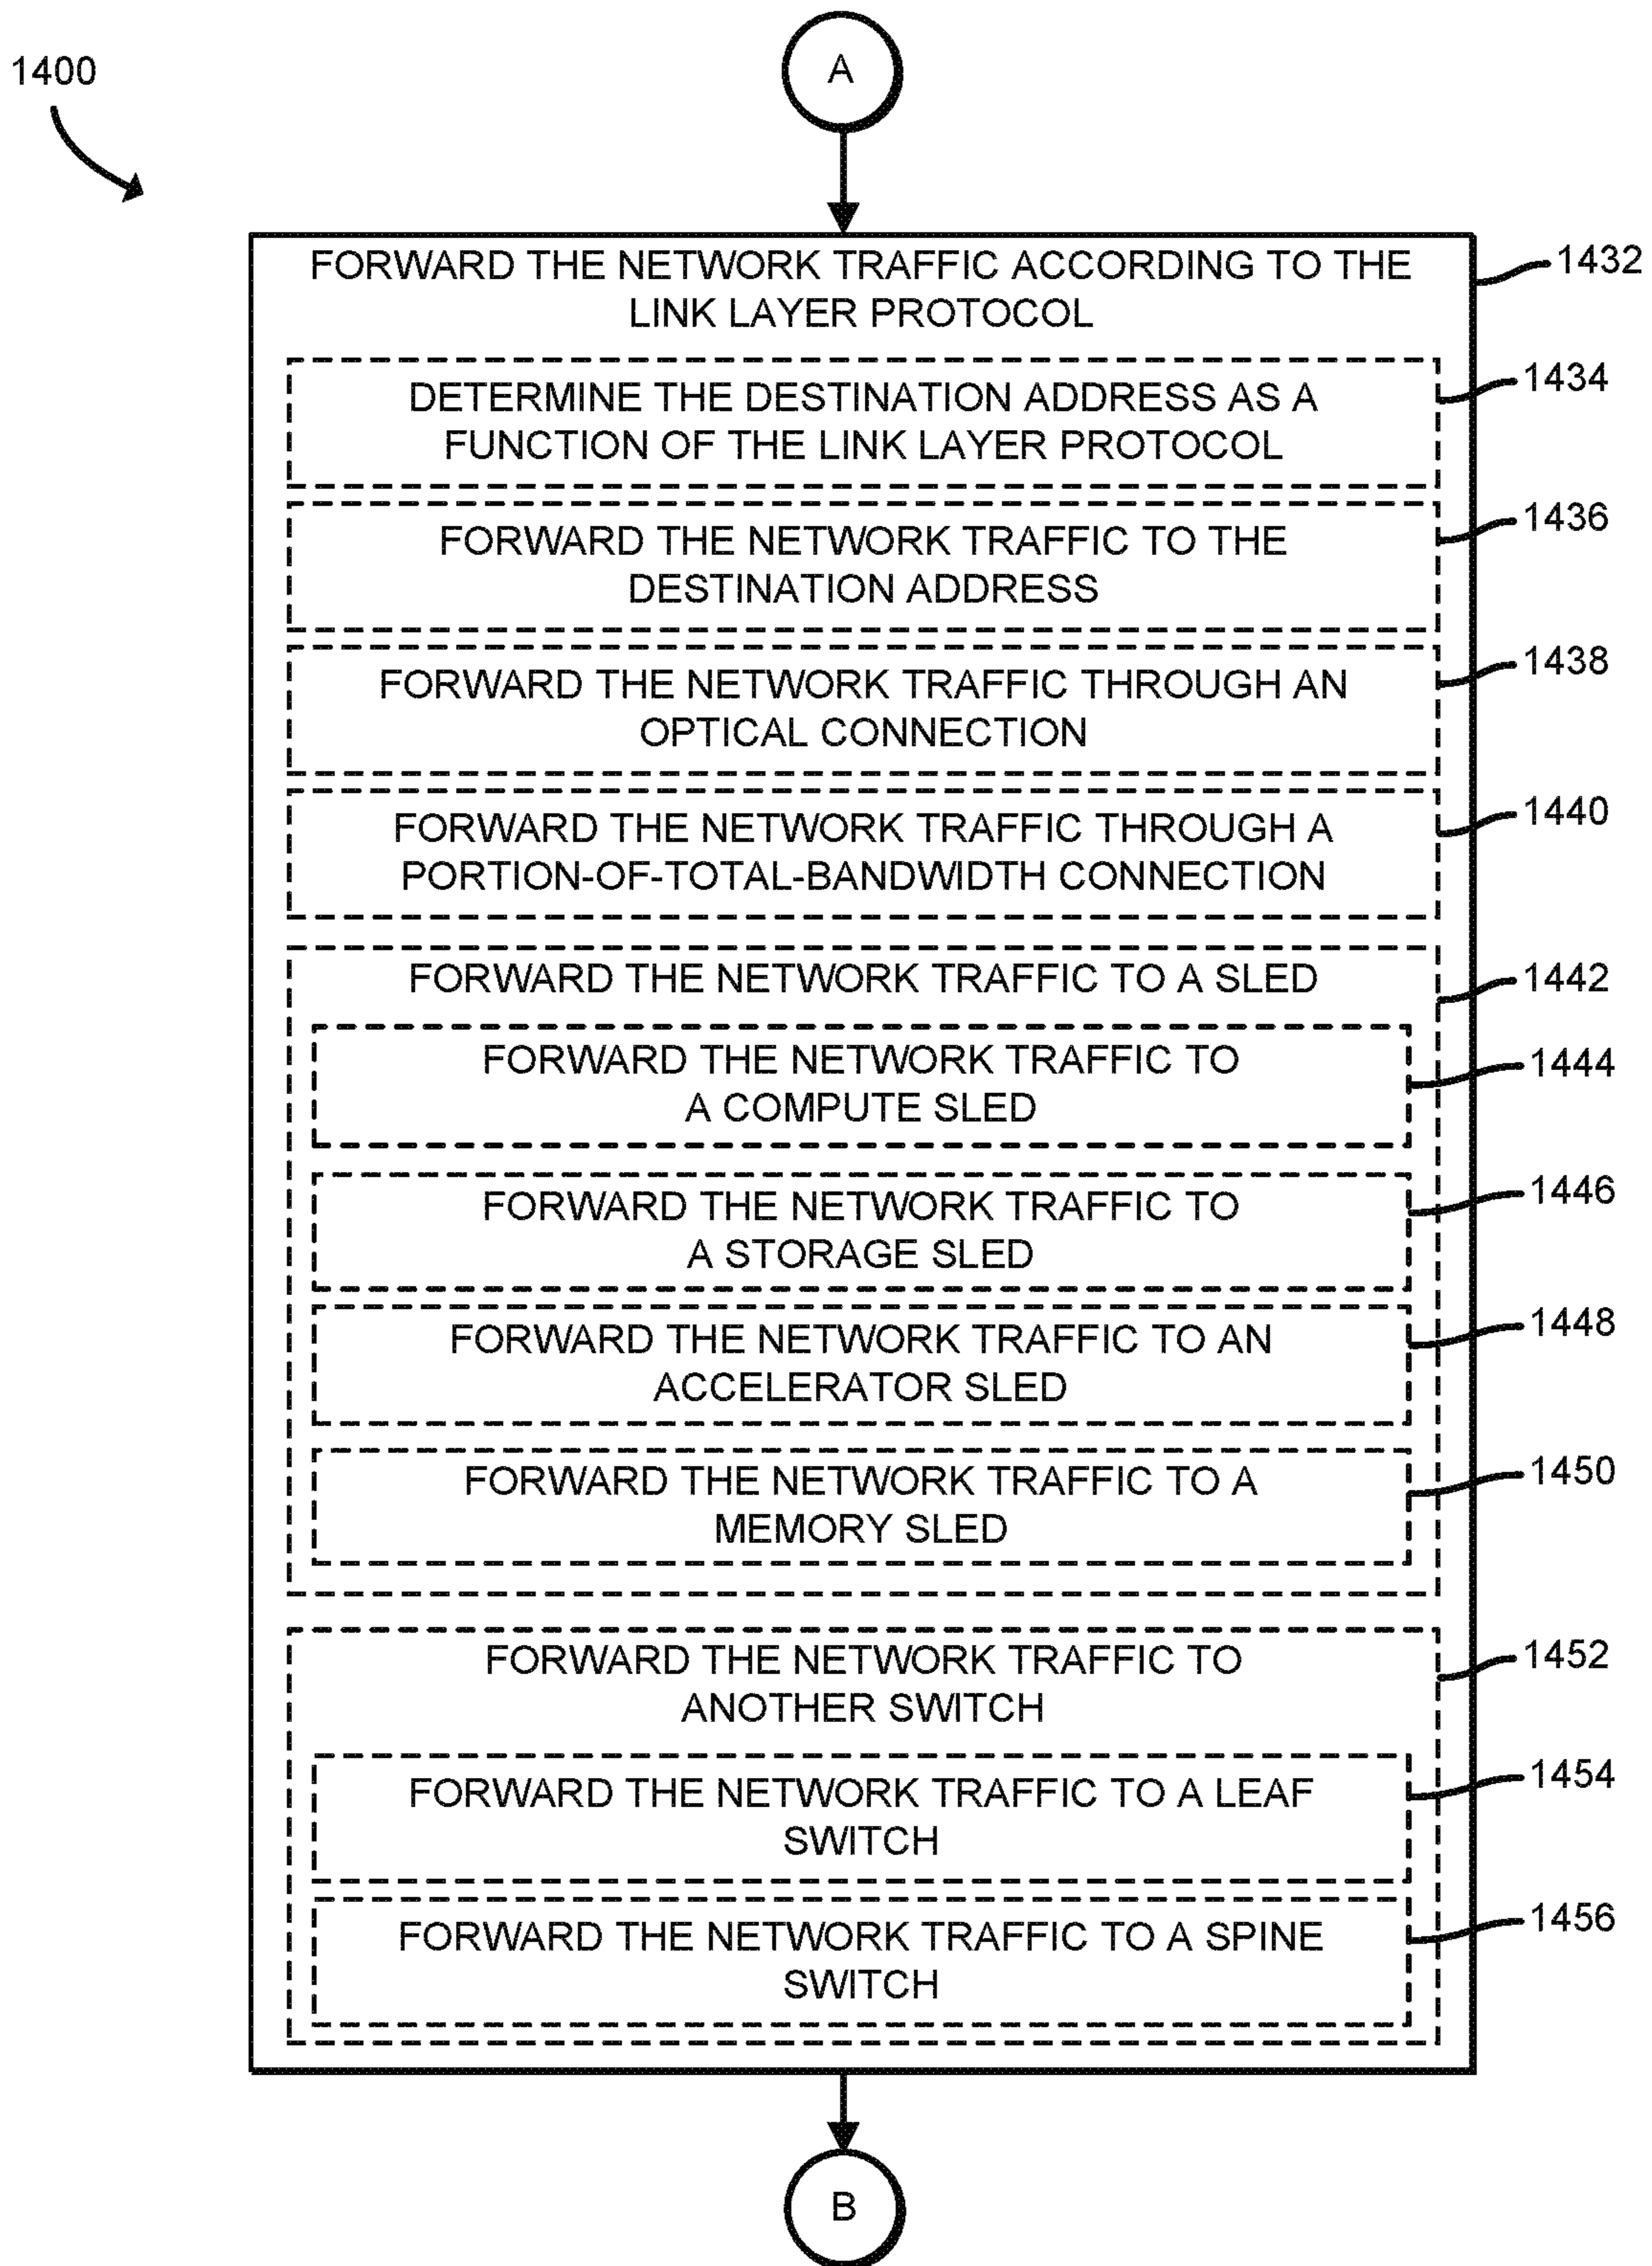 A
1400
FORWARD THE NETWORK TRAFFIC ACCORDING TO THE
LINK LAYER PROTOCOL
1432
DETERMINE THE DESTINATION ADDRESS AS A
FUNCTION OF THE LINK LAYER PROTOCOL
1434
FORWARD THE NETWORK TRAFFIC TO THE
DESTINATION ADDRESS
1436
FORWARD THE NETWORK TRAFFIC THROUGH AN
OPTICAL CONNECTION
1438
FORWARD THE NETWORK TRAFFIC THROUGH A
PORTION-OF-TOTAL-BANDWIDTH CONNECTION
1440
FORWARD THE NETWORK TRAFFIC TO A SLED
1442
FORWARD THE NETWORK TRAFFIC TO
A COMPUTE SLED
1444
FORWARD THE NETWORK TRAFFIC TO
A STORAGE SLED
1446
FORWARD THE NETWORK TRAFFIC TO AN
ACCELERATOR SLED
1448
FORWARD THE NETWORK TRAFFIC TO A
MEMORY SLED
1450
FORWARD THE NETWORK TRAFFIC TO
ANOTHER SWITCH
1452
FORWARD THE NETWORK TRAFFIC TO A LEAF
SWITCH
1454
FORWARD THE NETWORK TRAFFIC TO A SPINE
SWITCH
1456
B